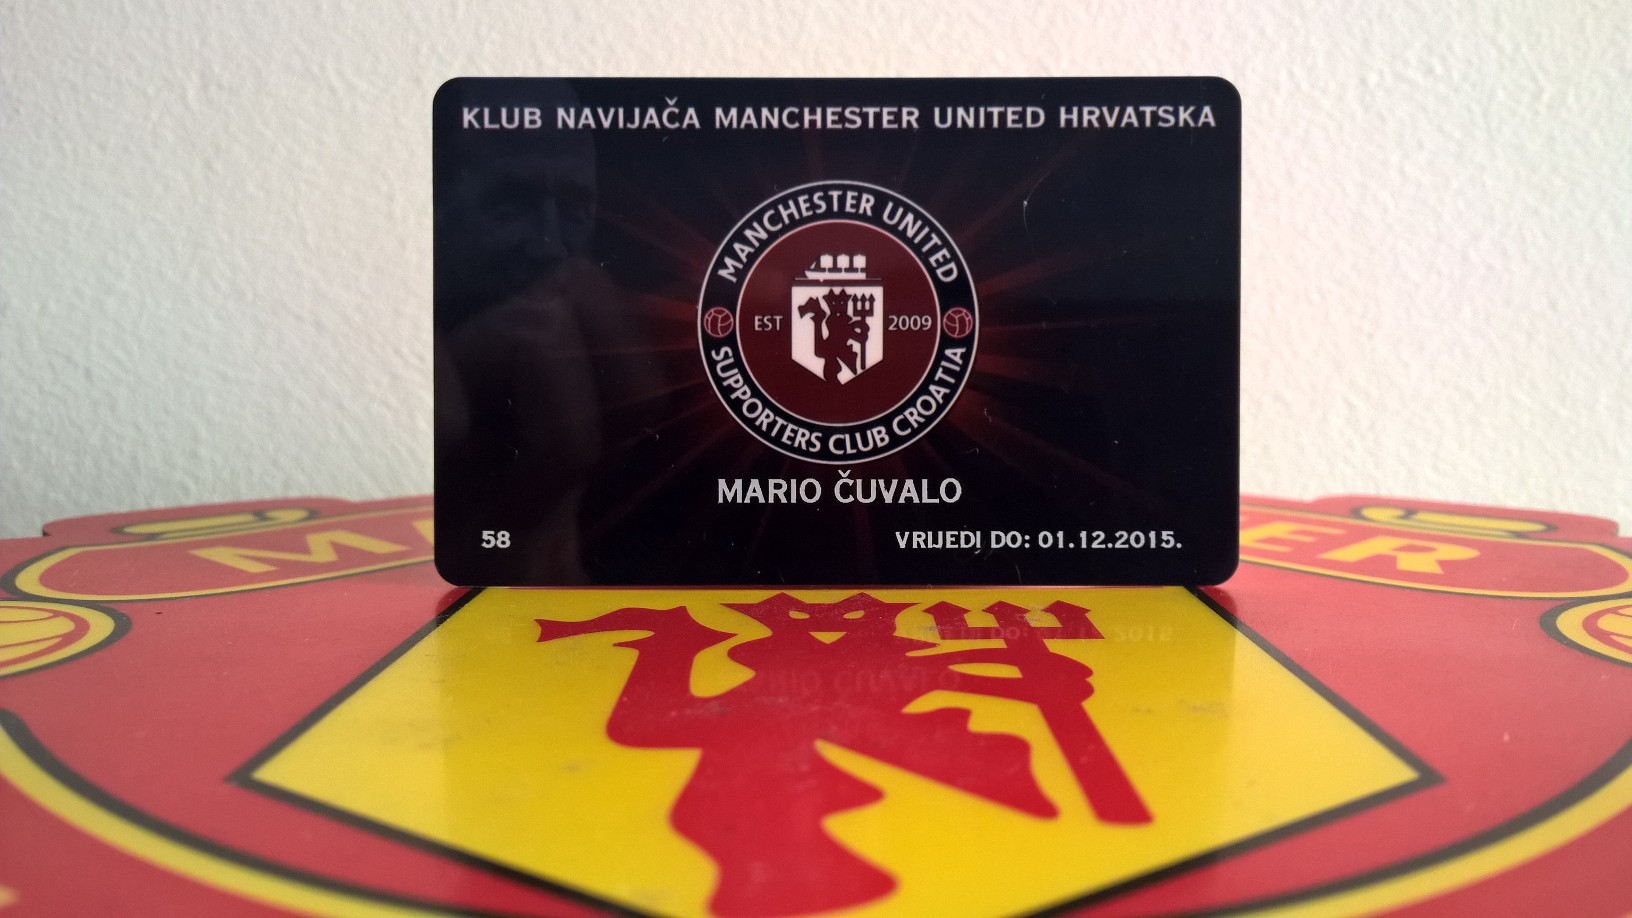 KLUB NAVIJAČA MANCHESTER UNITED HRVATSKA
MANCHESTER UNITED
EST 2009
SUPPORTERS CLUB CROATIA
MARIO ČUVALO
58
VRIJEDI DO: 01.12.2015.